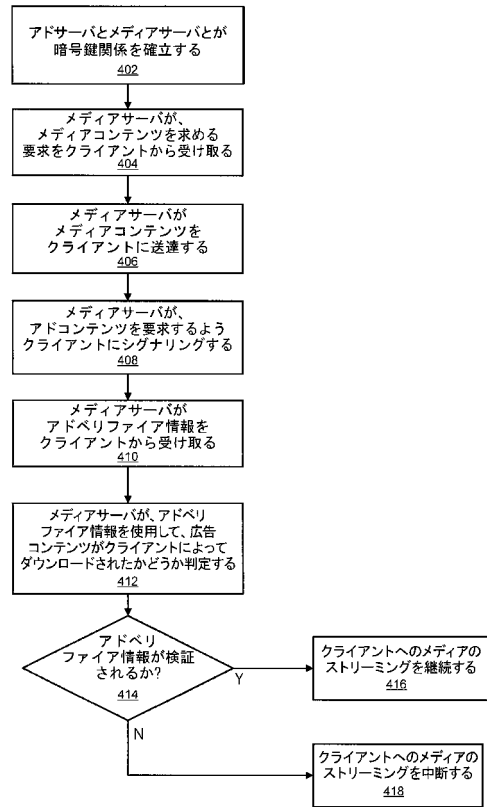 アドサーバとメディアサーバとが
暗号鍵関係を確立する
402
メディアサーバが、
メディアコンテンツを求める
要求をクライアントから受け取る
404
メディアサーバが
メディアコンテンツを
クライアントに送達する
406
メディアサーバが、
アドコンテンツを要求するよう
クライアントにシグナリングする
408
メディアサーバが
アドベリファイア情報を
クライアントから受け取る
410
メディアサーバが、アドベリ
ファイア情報を使用して、広告
コンテンツがクライアントによって
ダウンロードされたかどうか判定する
412
アドベリ
ファイア情報が検証
されるか?
414
Y
クライアントへのメディアの
ストリーミングを継続する
416
N
クライアントへのメディアの
ストリーミングを中断する
418